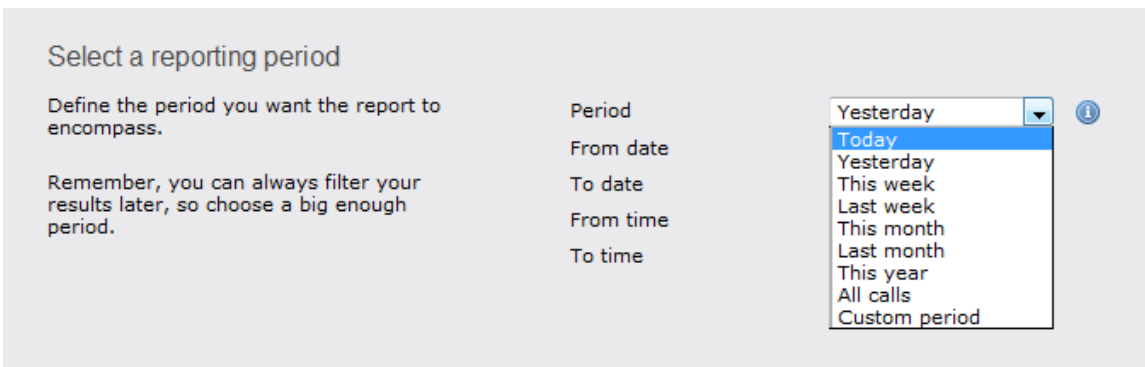 Select a reporting period
Define the period you want the report to
encompass.
Remember, you can always filter your
results later, so choose a big enough
period.
Period
From date
To date
From time
To time
Yesterday
Today
Yesterday
This week
Last week
This month
Last month
This year
All calls
Custom period